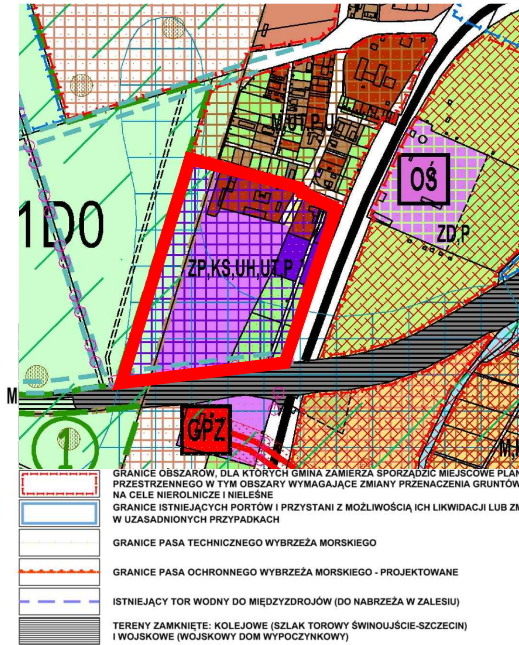 M,UT,P,U
OŚ
1D0
ZD,P
ZP,KS,UH,UT,P
M
GPZ
1
GRANICE OBSZARÓW, DLA KTÓRYCH GMINA ZAMIERZA SPORZĄDZIĆ MIEJSCOWE PLAN
PRZESTRZENNEGO W TYM OBSZARY WYMAGAJĄCE ZMIANY PRZEZNACZENIA GRUNTÓW
NA CELE NIEROLNICZE I NIELEŚNE
GRANICE ISTNIEJĄCYCH PORTÓW I PRZYSTANI Z MOŻLIWOŚCIĄ ICH LIKWIDACJI LUB ZM
W UZASADNIONYCH PRZYPADKACH
GRANICE PASA TECHNICZNEGO WYBRZEŻA MORSKIEGO
GRANICE PASA OCHRONNEGO WYBRZEŻA MORSKIEGO - PROJEKTOWANE
ISTNIEJĄCY TOR WODNY DO MIĘDZYZDROJÓW (DO NABRZEŻA W ZALESIU)
TERENY ZAMKNIĘTE: KOLEJOWE (SZLAK TOROWY ŚWINOUJŚCIE-SZCZECIN)
I WOJSKOWE (WOJSKOWY DOM WYPOCZYNKOWY)